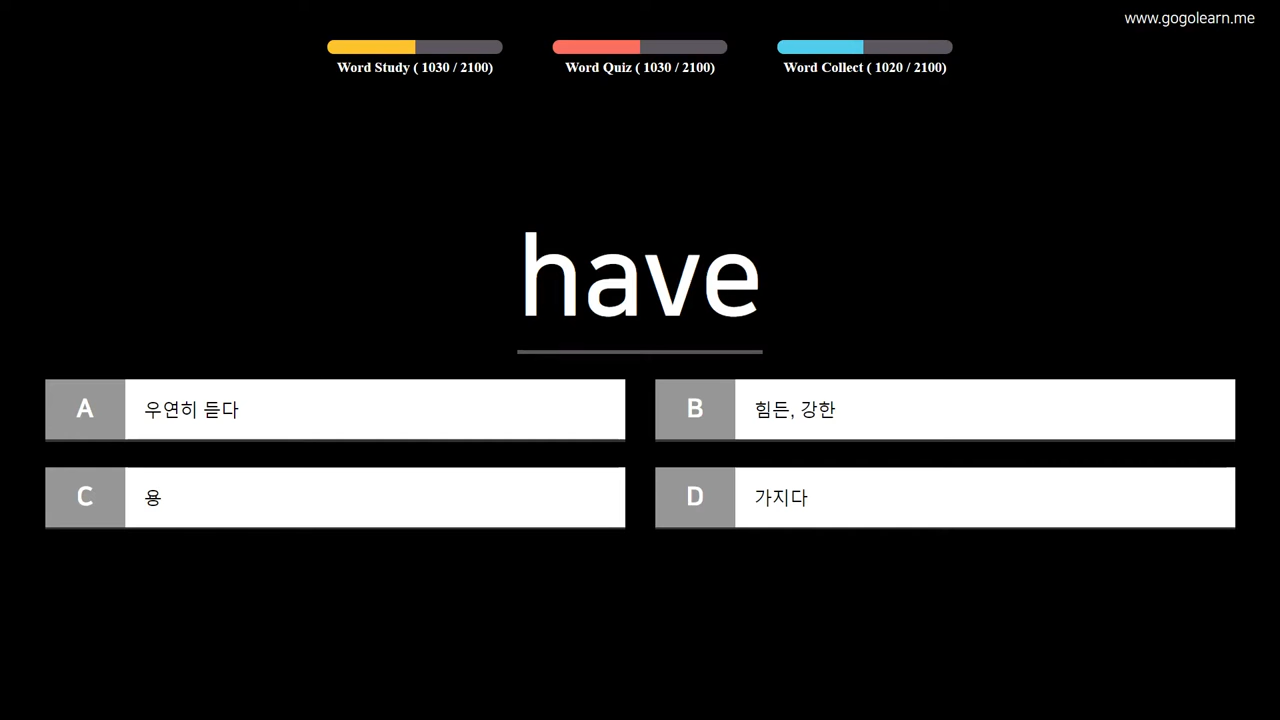 www.gogolearn.me
Word Study ( 1030 / 2100)
Word Quiz ( 1030 / 2100)
Word Collect ( 1020 / 2100)
have
A 우연히 듣다
B 힘든, 강한
C 용
D 가지다